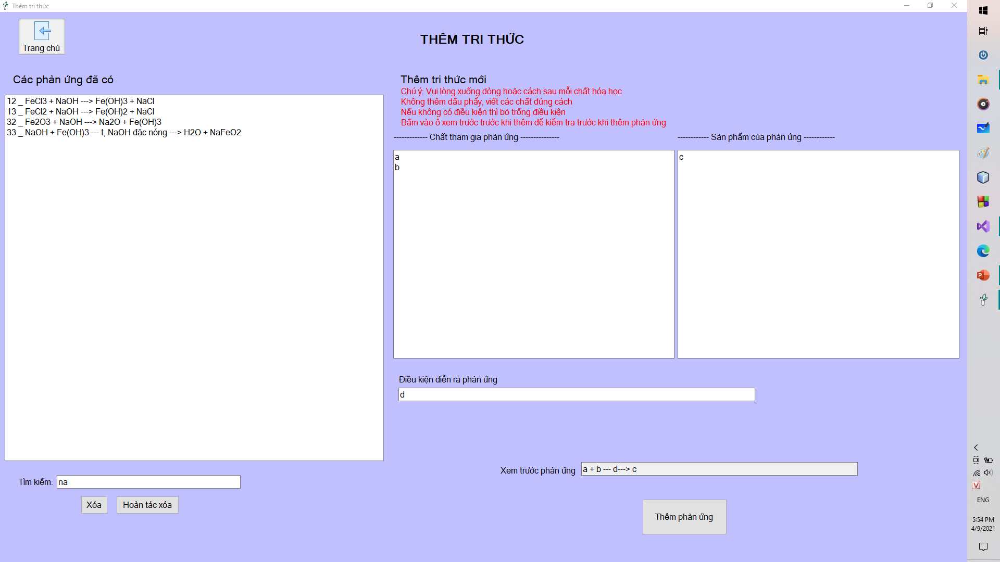 Thêm tri thức
Trang chủ
THÊM TRI THỨC
Các phản ứng đã có
12 _ FeCl3 + NaOH ---> Fe(OH)3 + NaCl
13 _ FeCl2 + NaOH ---> Fe(OH)2 + NaCl
32 _ Fe2O3 + NaOH ---> Na2O + Fe(OH)3
33 _ NaOH + Fe(OH)3 --- t, NaOH đặc nóng ---> H2O + NaFeO2
Tìm kiếm: na
Xóa
Hoàn tác xóa
Thêm tri thức mới
Chú ý: Vui lòng xuống dòng hoặc cách sau mỗi chất hóa học
Không thêm dấu phẩy, viết các chất đúng cách
Nếu không có điều kiện thì bỏ trống điều kiện
Bấm vào ô xem trước trước khi thêm để kiểm tra trước khi thêm phản ứng
------------- Chất tham gia phản ứng ---------------
a
b
------------ Sản phẩm của phản ứng ------------
c
Điều kiện diễn ra phản ứng
d
Xem trước phản ứng a + b --- d---> c
Thêm phản ứng
P
V
ENG
5:54 PM
4/9/2021